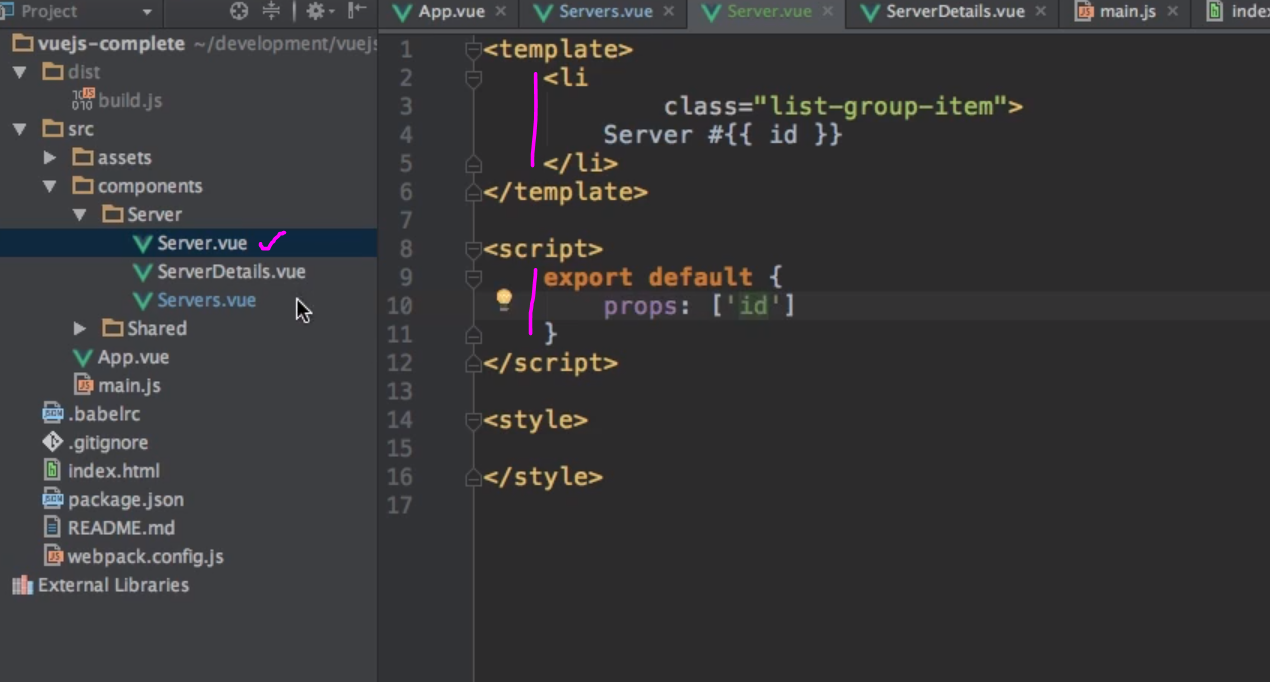 Project
App.vue
Servers.vue
Server.vue
ServerDetails.vue
main.js
vuejs-complete ~/development/vuejs
dist
build.js
src
assets
components
Server
Server.vue
ServerDetails.vue
Servers.vue
Shared
App.vue
main.js
.babelrc
.gitignore
index.html
package.json
README.md
webpack.config.js
External Libraries
1 <template>
2 <li
3 class="list-group-item">
4 Server #{{ id }}
5 </li>
6 </template>
7
8 <script>
9 export default {
10 props: ['id']
11 }
12 </script>
13
14 <style>
15
16 </style>
17